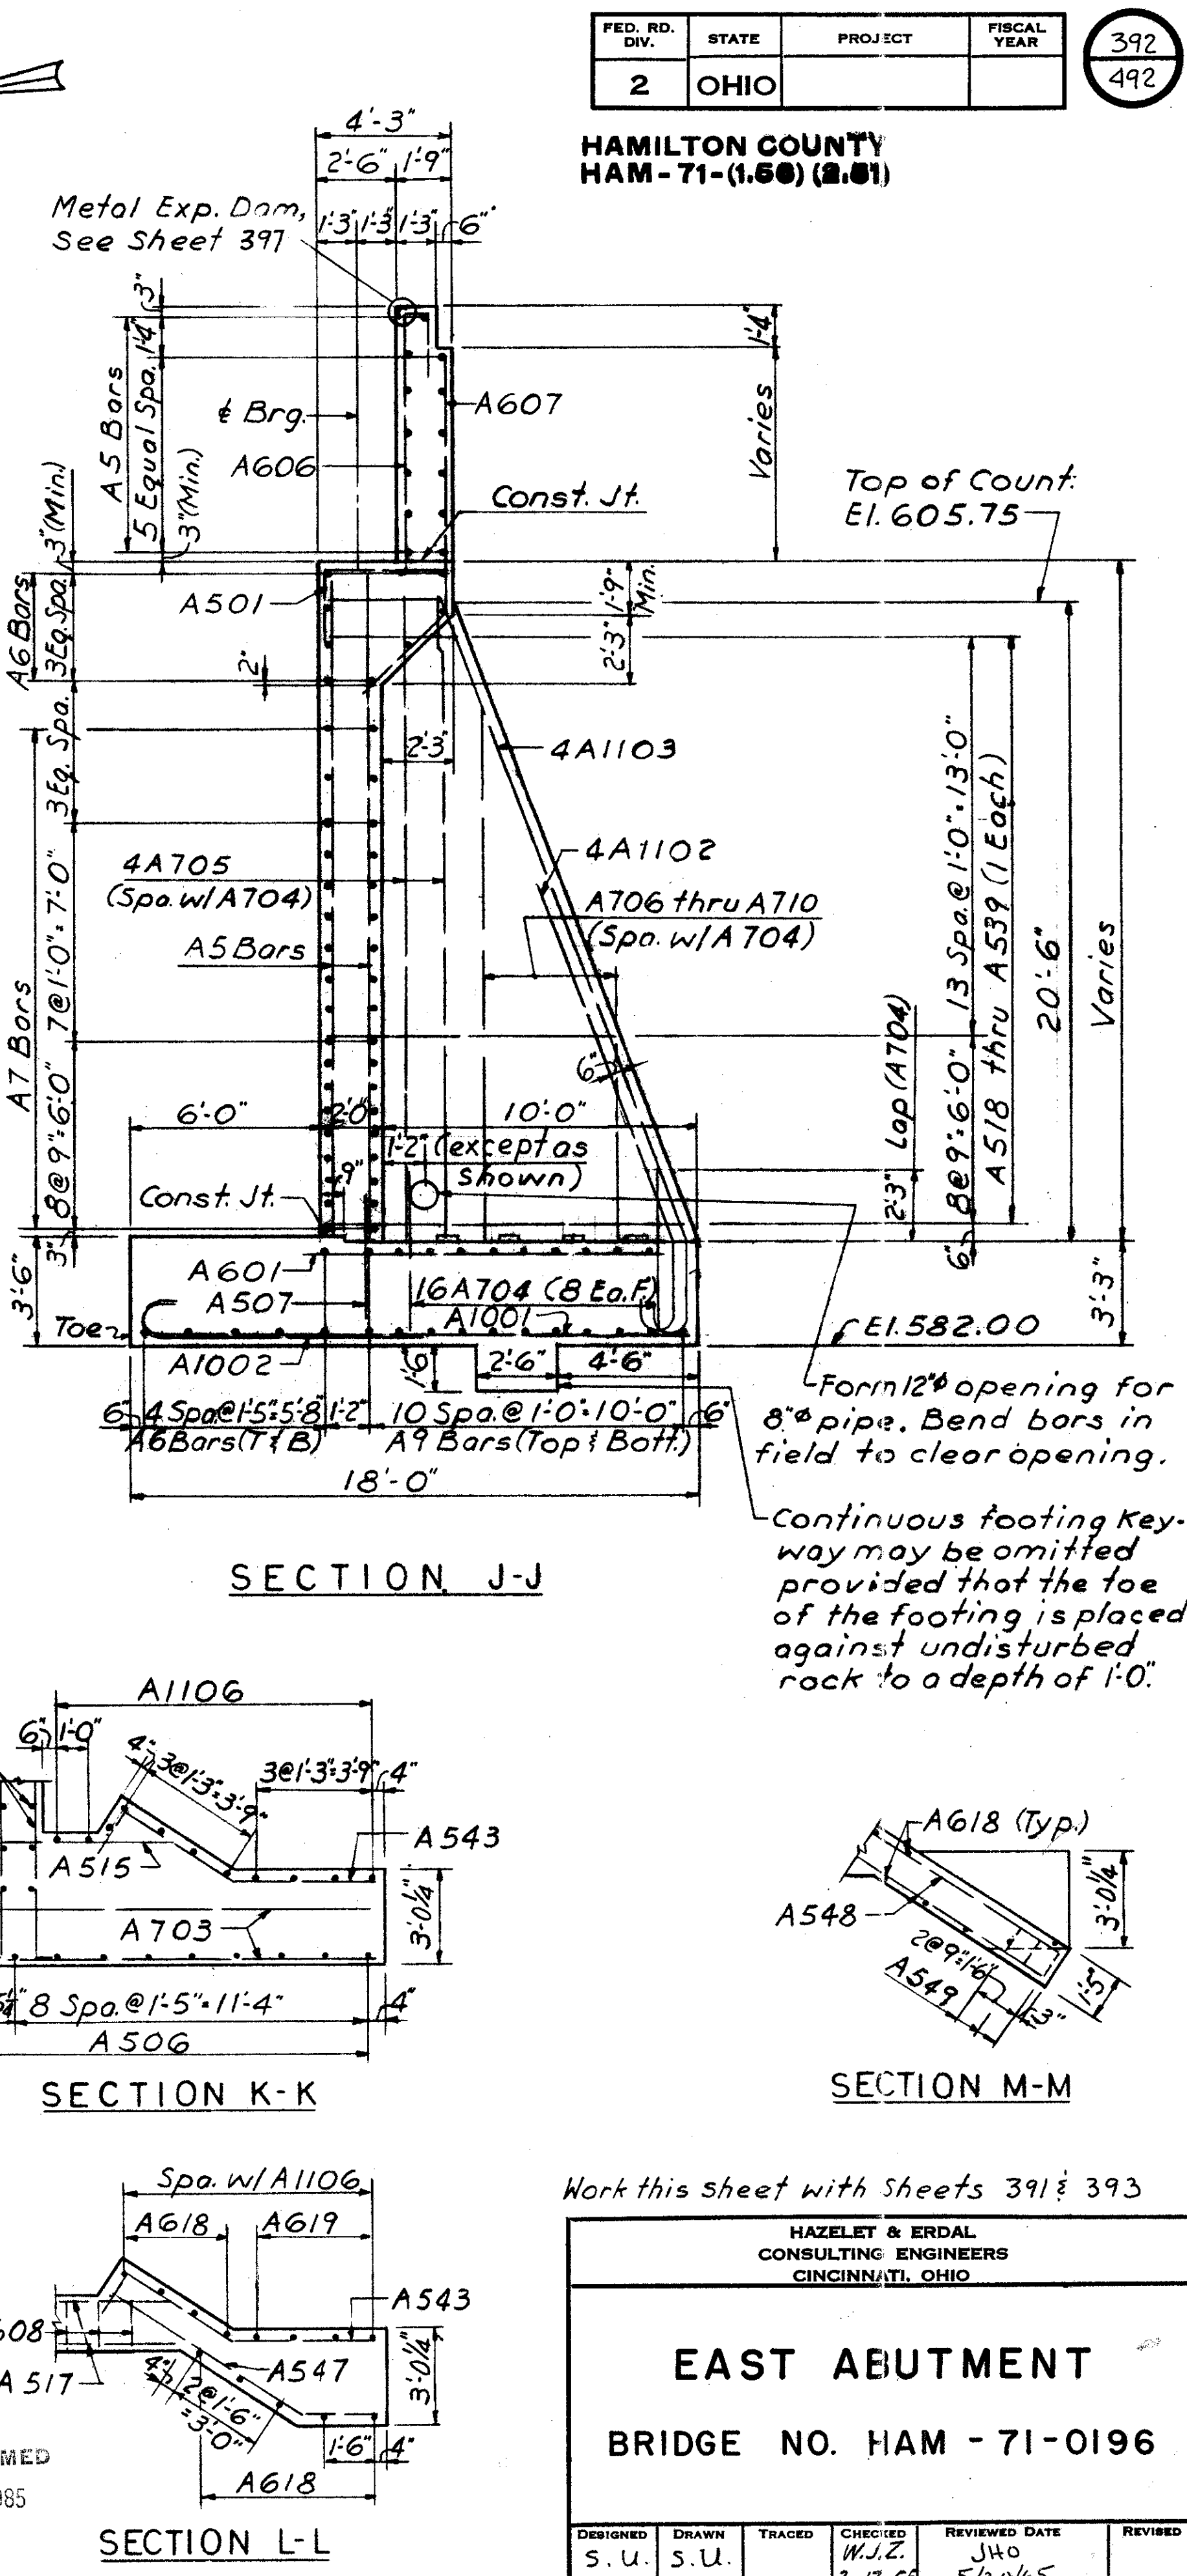 FED. RD. DIV.
STATE
PROJECT
FISCAL YEAR
2
OHIO
392
492
HAMILTON COUNTY
HAM-71-(1.56) (2.51)
4'-3"
2'-6" 1'-9"
Metal Exp. Dam,
See Sheet 397
1'-3" 1'-3" 1'-3" 6"
3"
1'-4"
5 Equal Spa.
A5 Bars
3"(Min.)
1'-4"
Varies
₵ Brg.
A607
A606
Const. Jt.
Top of Count.
El. 605.75
3"(Min.)
3Eq.Spa.
A6 Bars
A501
1'-9"
Min.
2'-3"
2"
3Eq. Spa.
2'-3"
4A1103
4A705
(Spa. w/A704)
4A1102
A706 thru A710
(Spa. w/A704)
A5 Bars
7@1'-0"=7'-0"
A7 Bars
8@9"=6'-0"
13 Spa.@1'-0"=13'-0"
A518 thru A539 (1 Each)
20'-6"
Varies
6"
2'-3" Lap (A704)
8@9"=6'-0"
6'-0" 2'-0" 10'-0"
1'-2" (except as
shown)
9"
Const. Jt.
3"
3'-6"
6"
3'-3"
A601
A507
16A704 (8 Ea.F.)
A1001
Toe
El. 582.00
A1002
1'-6
2'-6" 4'-6"
6" 4 Spa@1'-5"=5'-8" 1'-2" 10 Spa.@1'-0"=10'-0" 6"
A6 Bars (T & B) A9 Bars (Top & Bott.)
18'-0"
Form 12"ø opening for
8"ø pipe. Bend bars in
field to clear opening.
Continuous footing Key-
way may be omitted
provided that the toe
of the footing is placed
against undisturbed
rock to a depth of 1'-0".
SECTION J-J
A1106
6" 1'-0"
4" 3@1'-3"=3'-9"
3@1'-3"=3'-9" 4"
A543
A515
A703
3'-0¼"
8 Spa.@1'-5"=11'-4" 4"
A506
SECTION K-K
A618 (Typ.)
A548
3'-0¼"
2@9"=1'-6"
A549
3"
1'-5"
SECTION M-M
Spa. w/ A1106
A618 A619
A543
608
A517
A547
4"
2@1'-6"
=3'-0"
3'-0¼"
1'-6" 4"
A618
SECTION L-L
MED
985
Work this sheet with Sheets 391 & 393
HAZELET & ERDAL
CONSULTING ENGINEERS
CINCINNATI, OHIO
EAST ABUTMENT
BRIDGE NO. HAM - 71-0196
DESIGNED
DRAWN
TRACED
CHECKED
REVIEWED DATE
REVISED
S. U.
S.U.
W.J.Z.
JHO